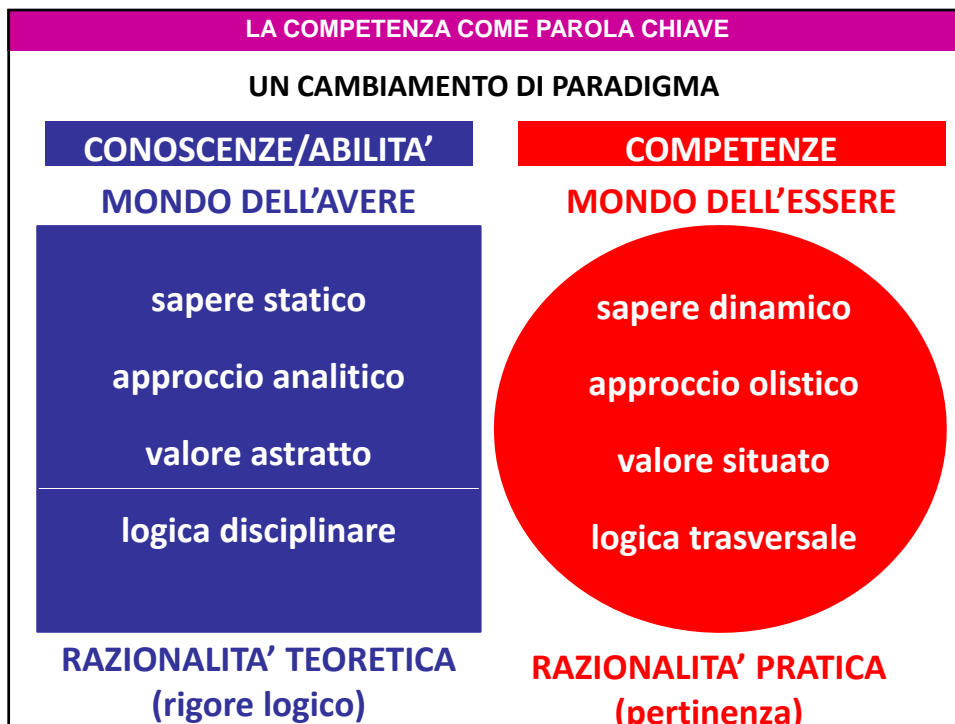 LA COMPETENZA COME PAROLA CHIAVE
UN CAMBIAMENTO DI PARADIGMA
CONOSCENZE/ABILITA’
MONDO DELL’AVERE
sapere statico
approccio analitico
valore astratto
logica disciplinare
RAZIONALITA’ TEORETICA
(rigore logico)
COMPETENZE
MONDO DELL’ESSERE
sapere dinamico
approccio olistico
valore situato
logica trasversale
RAZIONALITA’ PRATICA
(pertinenza)